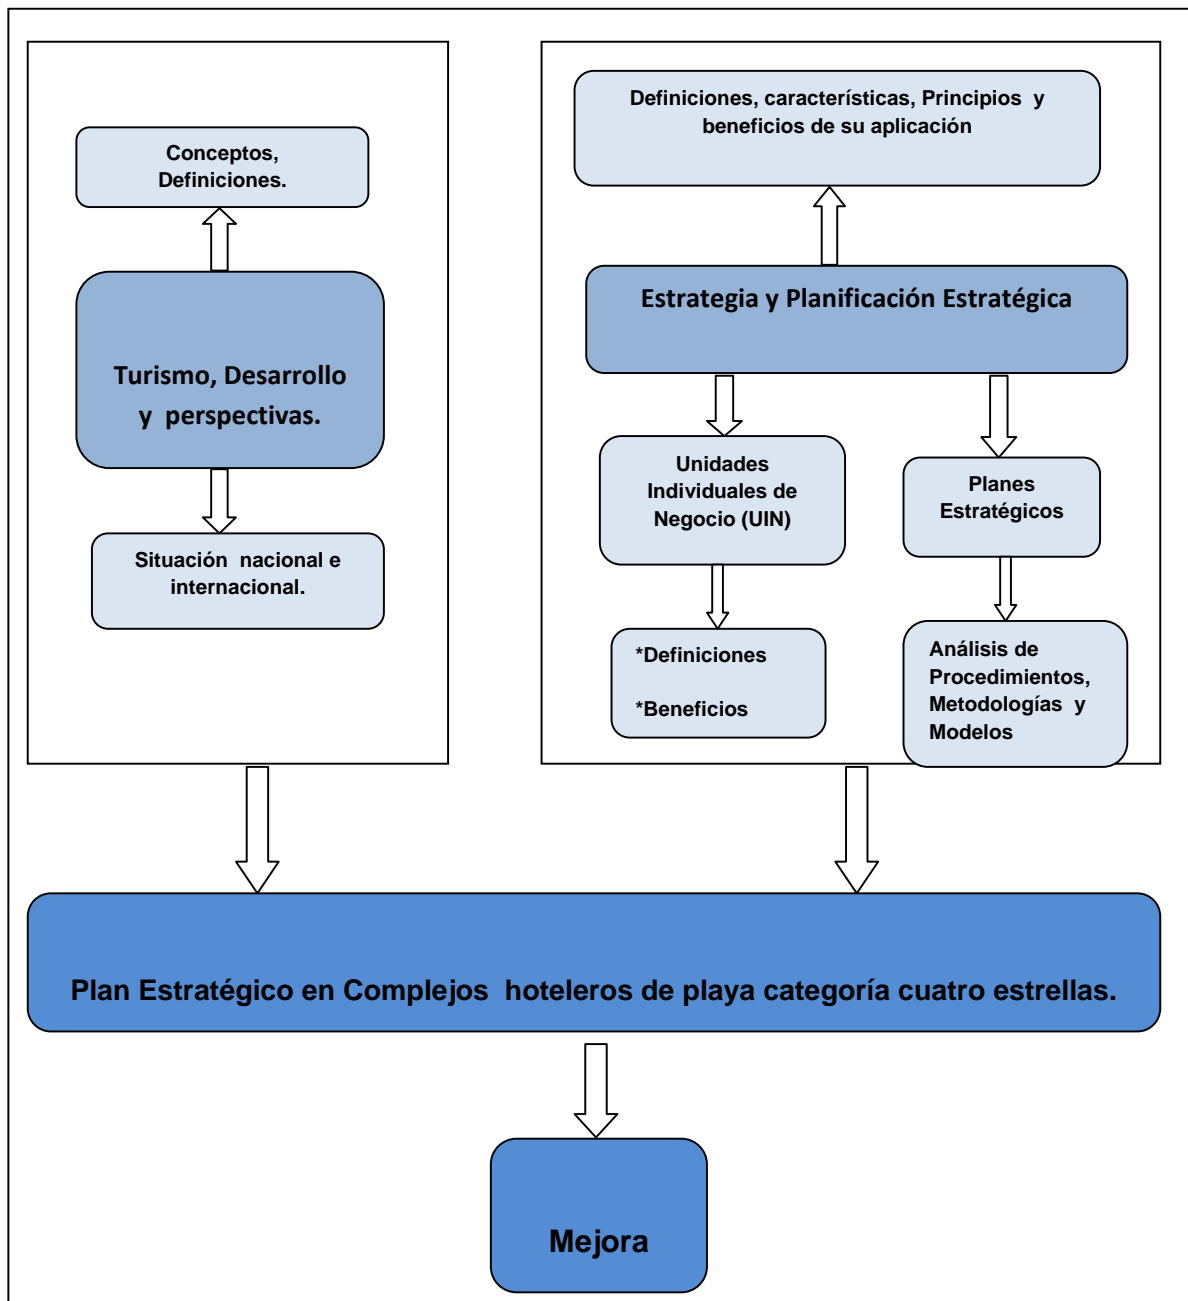 Conceptos,
Definiciones.
Turismo, Desarrollo
y perspectivas.
Situación nacional e
internacional.
Definiciones, características, Principios y
beneficios de su aplicación
Estrategia y Planificación Estratégica
Unidades
Individuales de
Negocio (UIN)
Planes
Estratégicos
*Definiciones
*Beneficios
Análisis de
Procedimientos,
Metodologías y
Modelos
Plan Estratégico en Complejos hoteleros de playa categoría cuatro estrellas.
Mejora